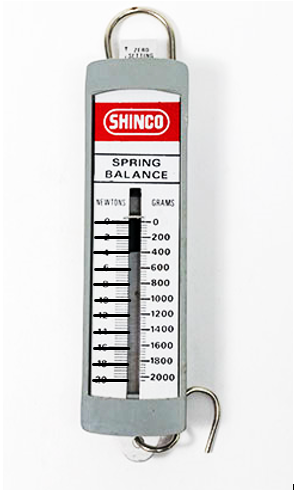 ZERO
SETTING
SHINCO
SPRING
BALANCE
NEWTONS GRAMS
0 0
2 200
4 400
6 600
8 800
10 1000
12 1200
14 1400
16 1600
18 1800
20 2000